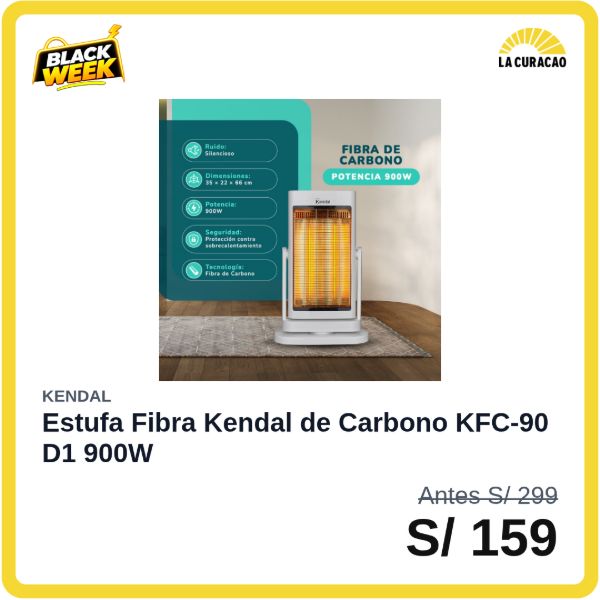 BLACK
WEEK
LA CURACAO
FIBRA DE
CARBONO
POTENCIA 900W
Ruido:
Silencioso
Dimensiones:
35 x 22 x 66 cm
Potencia:
900W
Seguridad:
Protección contra
sobrecalentamiento
Tecnología:
Fibra de Carbono
Kendal
KENDAL
Estufa Fibra Kendal de Carbono KFC-90
D1 900W
Antes S/ 299
S/ 159